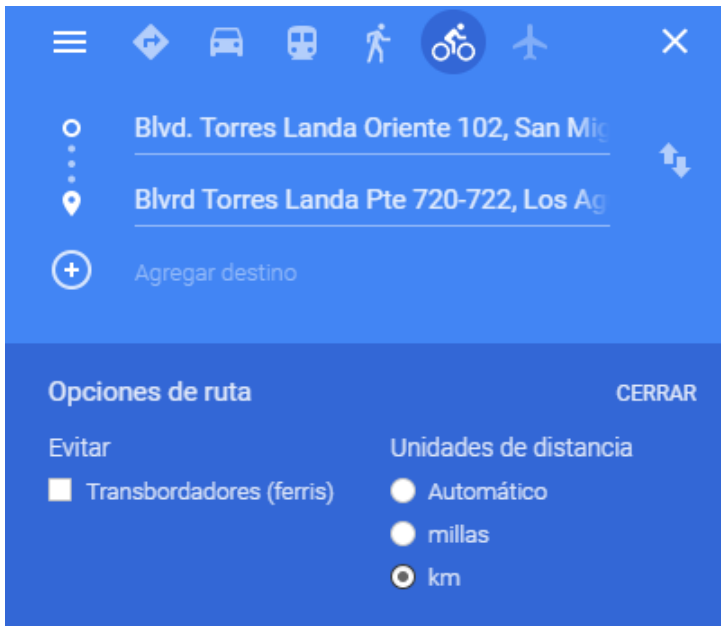 Blvd. Torres Landa Oriente 102, San Mig
Blvrd Torres Landa Pte 720-722, Los Ag
Agregar destino
Opciones de ruta
CERRAR
Evitar
Unidades de distancia
Transbordadores (ferris)
Automático
millas
km